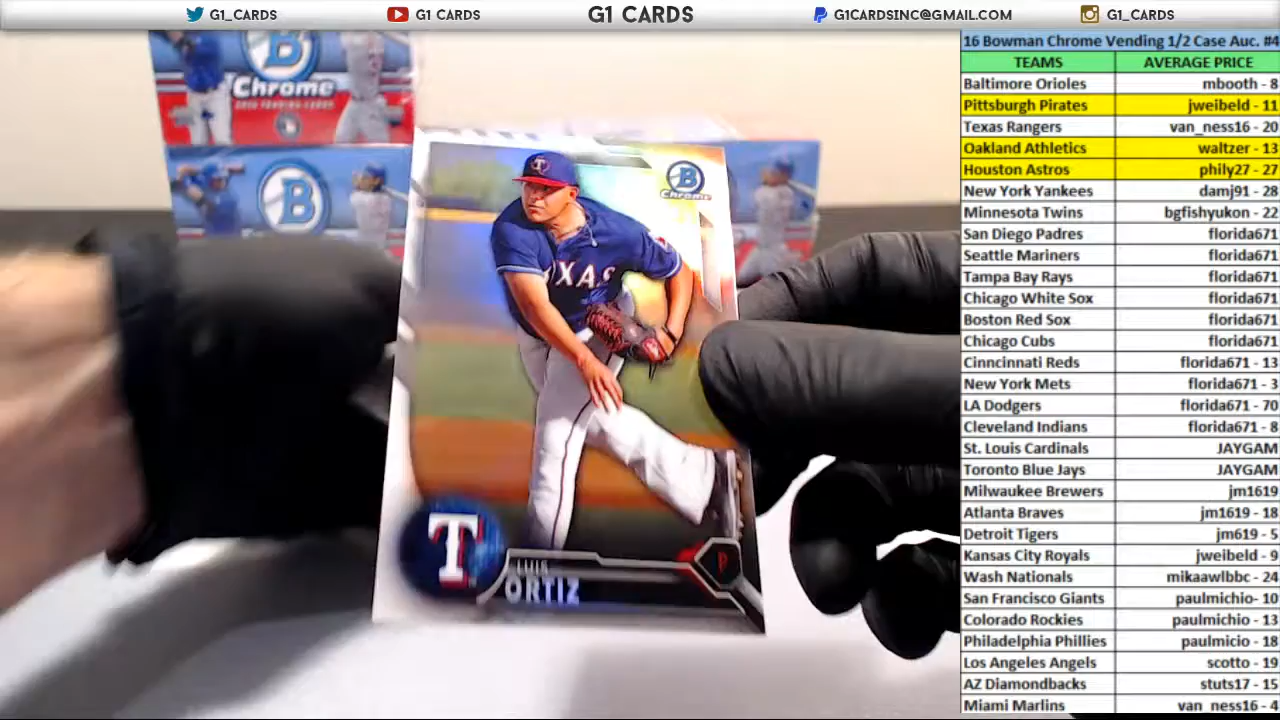 G1_CARDS G1 CARDS G1 CARDS G1CARDSINC@GMAIL.COM G1_CARDS
B
Chrome
B
B
Chrome
T
TEXAS
T
P
LUIS
ORTIZ
16 Bowman Chrome Vending 1/2 Case Auc. #4
TEAMS AVERAGE PRICE
Baltimore Orioles mbooth - 8
Pittsburgh Pirates jweibeld - 11
Texas Rangers van_ness16 - 20
Oakland Athletics waltzer - 13
Houston Astros phily27 - 27
New York Yankees damj91 - 28
Minnesota Twins bgfishyukon - 22
San Diego Padres florida671
Seattle Mariners florida671
Tampa Bay Rays florida671
Chicago White Sox florida671
Boston Red Sox florida671
Chicago Cubs florida671
Cinncinnati Reds florida671 - 13
New York Mets florida671 - 3
LA Dodgers florida671 - 70
Cleveland Indians florida671 - 8
St. Louis Cardinals JAYGAM
Toronto Blue Jays JAYGAM
Milwaukee Brewers jm1619
Atlanta Braves jm1619 - 18
Detroit Tigers jm619 - 5
Kansas City Royals jweibeld - 9
Wash Nationals mikaawlbbc - 24
San Francisco Giants paulmichio- 10
Colorado Rockies paulmichio - 13
Philadelphia Phillies paulmicio - 18
Los Angeles Angels scotto - 19
AZ Diamondbacks stuts17 - 15
Miami Marlins van_ness16 - 4